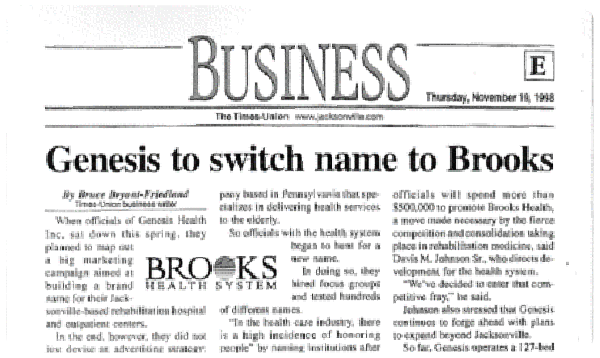 BUSINESS
E
Thursday, November 19, 1998
The Times-Union www.jacksonville.com
Genesis to switch name to Brooks
By Bruce Bryant-Friedland
Times-Union business writer
When officials of Genesis Health
Inc. sat down this spring, they
planned to map out
a big marketing
campaign aimed at
building a brand
name for their Jack-
sonville-based rehabilitation hospital
and outpatient centers.
In the end, however, they did not
just devise an advertising strategy:
BROOKS
HEALTH SYSTEM
pany based in Pennsylvania that spe-
cializes in delivering health services
to the elderly.
So officials with the health system
began to hunt for a
new name.
In doing so, they
hired focus groups
and tested hundreds
of different names.
"In the health care industry, there
is a high incidence of honoring
people" by naming institutions after
officials will spend more than
$500,000 to promote Brooks Health,
a move made necessary by the fierce
competition and consolidation taking
place in rehabilitation medicine, said
Davis M. Johnson Sr., who directs de-
velopment for the health system.
"We've decided to enter that com-
petitive fray," he said.
Johnson also stressed that Genesis
continues to forge ahead with plans
to expand beyond Jacksonville.
So far, Genesis operates a 127-bed